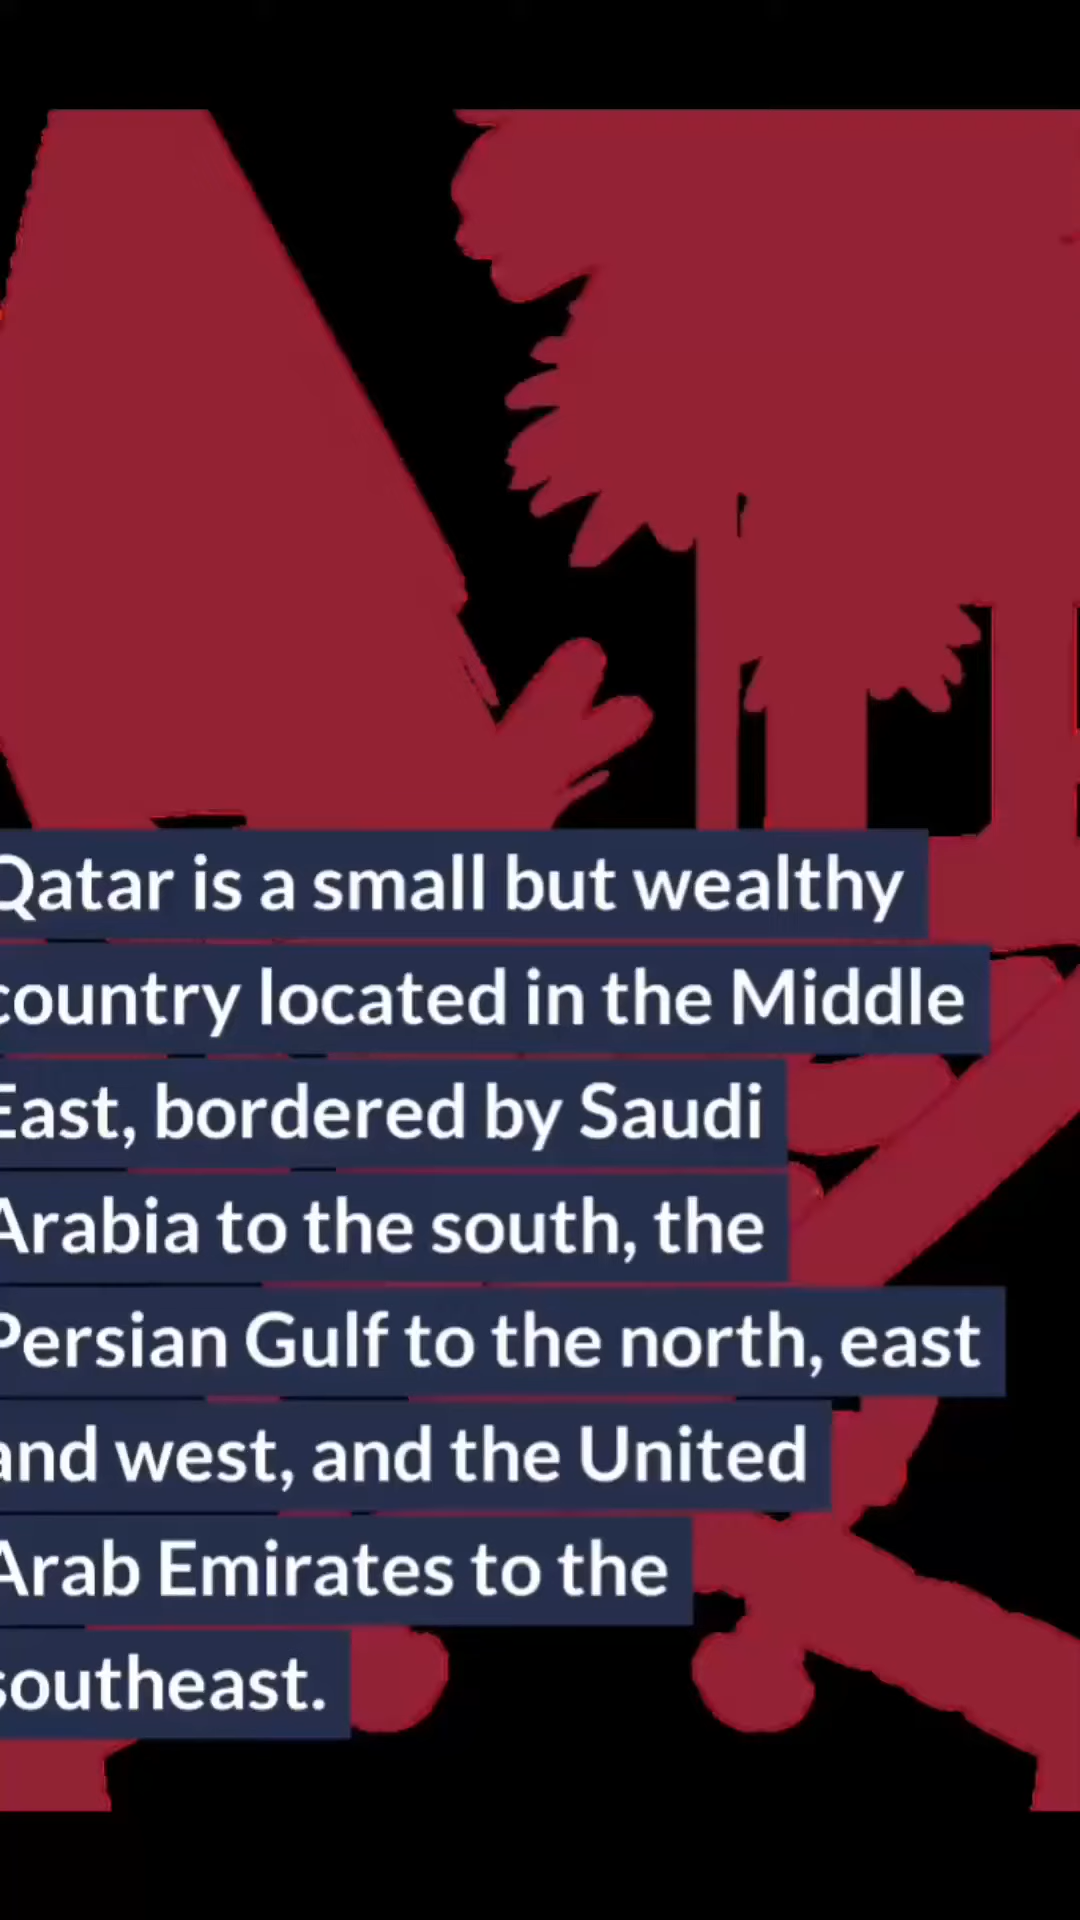 Qatar is a small but wealthy
country located in the Middle
East, bordered by Saudi
Arabia to the south, the
Persian Gulf to the north, east
and west, and the United
Arab Emirates to the
southeast.